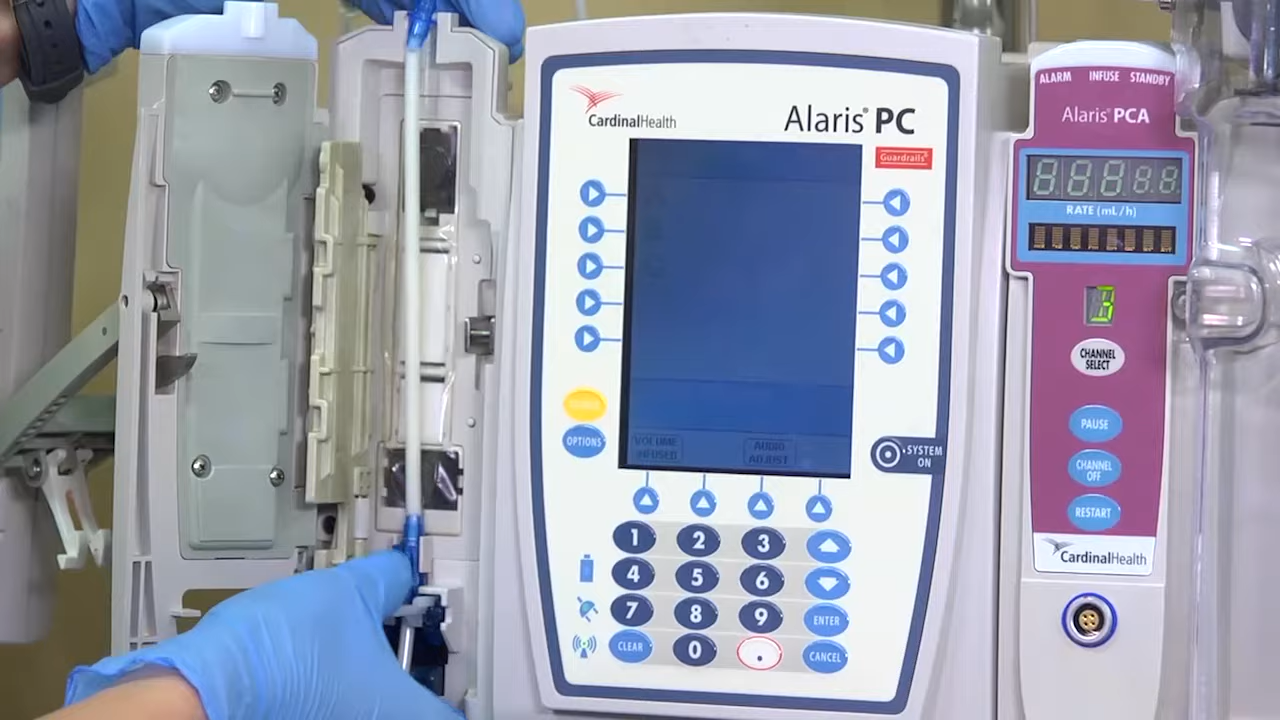 CardinalHealth
Alaris® PC
Guardrails®
VOLUME
INFUSED
AUDIO
ADJUST
OPTIONS
SYSTEM
ON
1 2 3
4 5 6
7 8 9 ENTER
CLEAR 0 . CANCEL
ALARM INFUSE STANDBY
Alaris® PCA
RATE (mL/h)
3
CHANNEL
SELECT
PAUSE
CHANNEL
OFF
RESTART
CardinalHealth